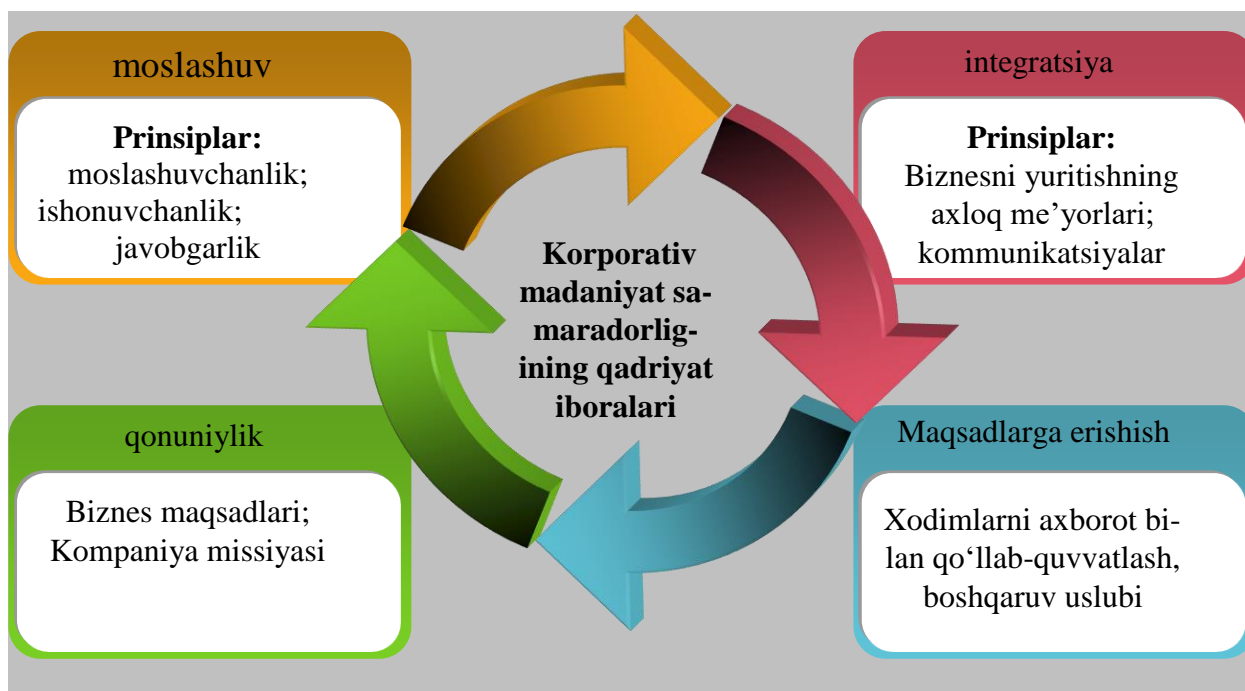 moslashuv
Prinsiplar:
moslashuvchanlik;
ishonuvchanlik;
javobgarlik
integratsiya
Prinsiplar:
Biznesni yuritishning
axloq me’yorlari;
kommunikatsiyalar
Korporativ
madaniyat sa-
maradorlig-
ining qadriyat
iboralari
qonuniylik
Biznes maqsadlari;
Kompaniya missiyasi
Maqsadlarga erishish
Xodimlarni axborot bi-
lan qo‘llab-quvvatlash,
boshqaruv uslubi